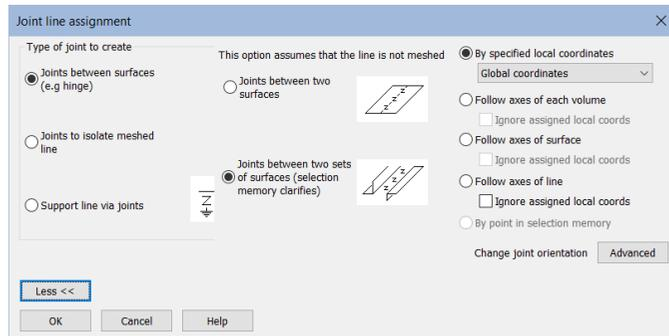 Joint line assignment
Type of joint to create
Joints between surfaces
(e.g hinge)
Joints to isolate meshed
line
Support line via joints
This option assumes that the line is not meshed
Joints between two
surfaces
Joints between two sets
of surfaces (selection
memory clarifies)
By specified local coordinates
Global coordinates
Follow axes of each volume
Ignore assigned local coords
Follow axes of surface
Ignore assigned local coords
Follow axes of line
Ignore assigned local coords
By point in selection memory
Change joint orientation
Advanced
Less <<
OK
Cancel
Help